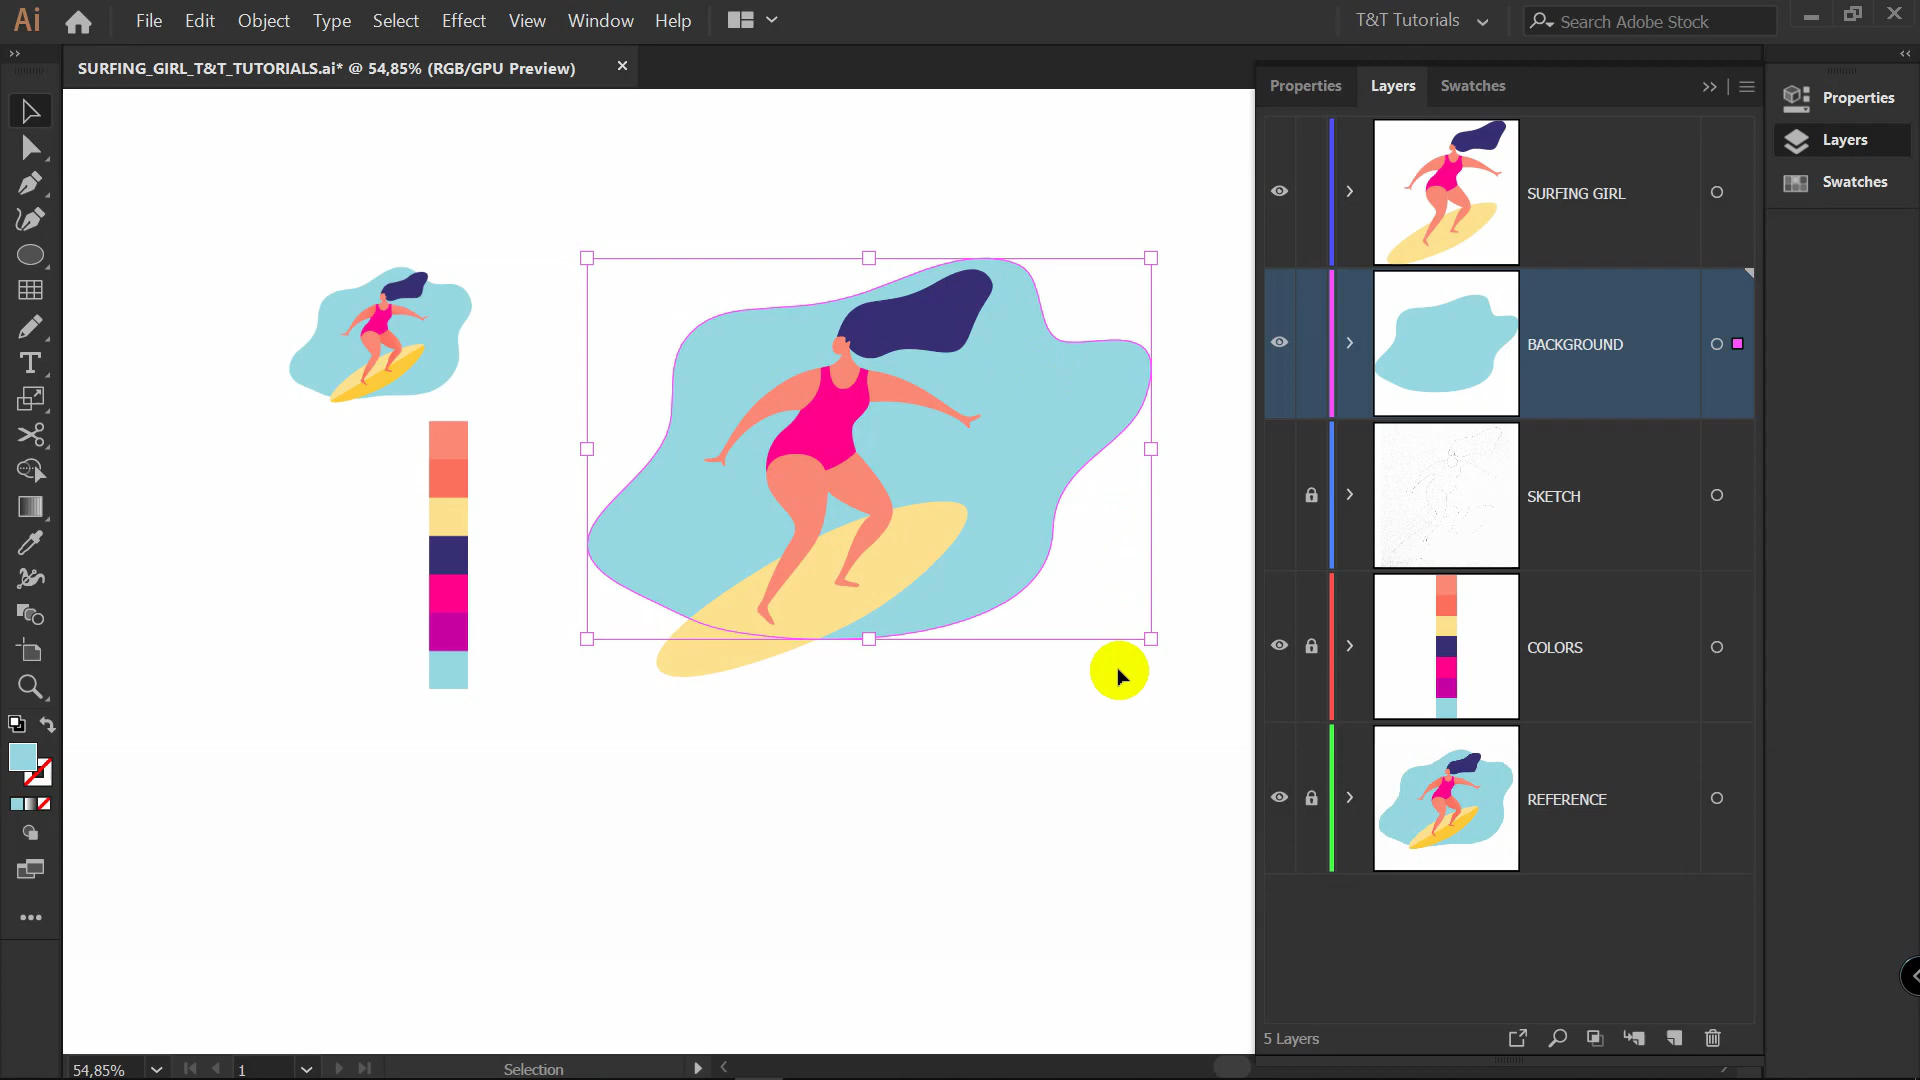 Ai File Edit Object Type Select Effect View Window Help T&T Tutorials Search Adobe Stock
SURFING_GIRL_T&T_TUTORIALS.ai* @ 54,85% (RGB/GPU Preview)
Properties Layers Swatches
Properties
Layers
Swatches
SURFING GIRL
BACKGROUND
SKETCH
COLORS
REFERENCE
5 Layers
54,85% 1 Selection